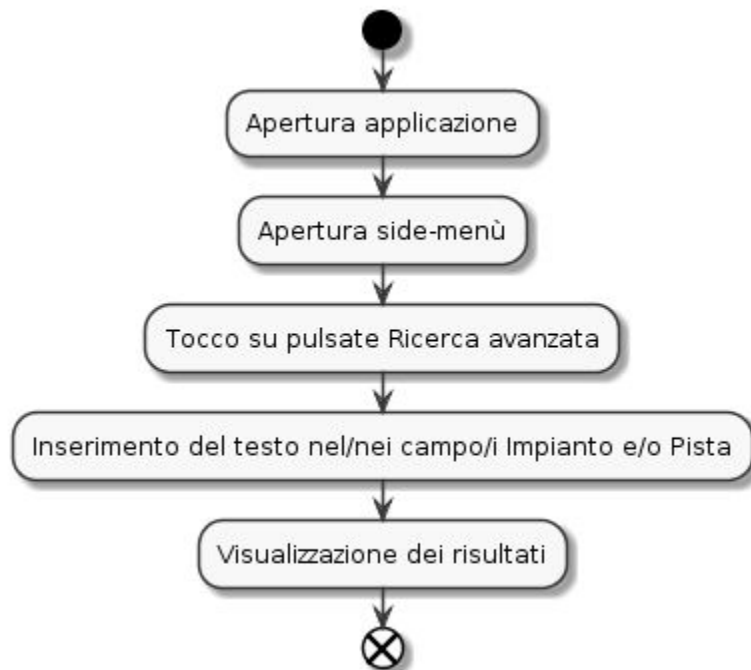 Apertura applicazione
Apertura side-menù
Tocco su pulsate Ricerca avanzata
Inserimento del testo nel/nei campo/i Impianto e/o Pista
Visualizzazione dei risultati